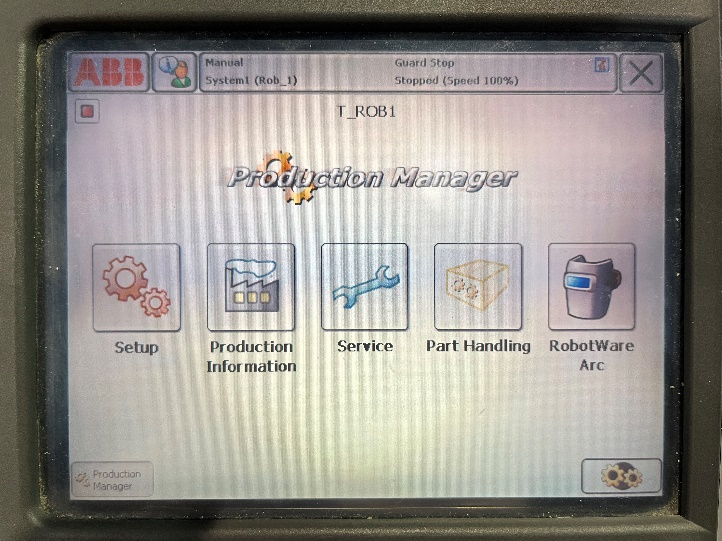 ABB
Manual
System1 (Rob_1)
Guard Stop
Stopped (Speed 100%)
T_ROB1
Production Manager
Setup
Production
Information
Service
Part Handling
RobotWare
Arc
Production
Manager